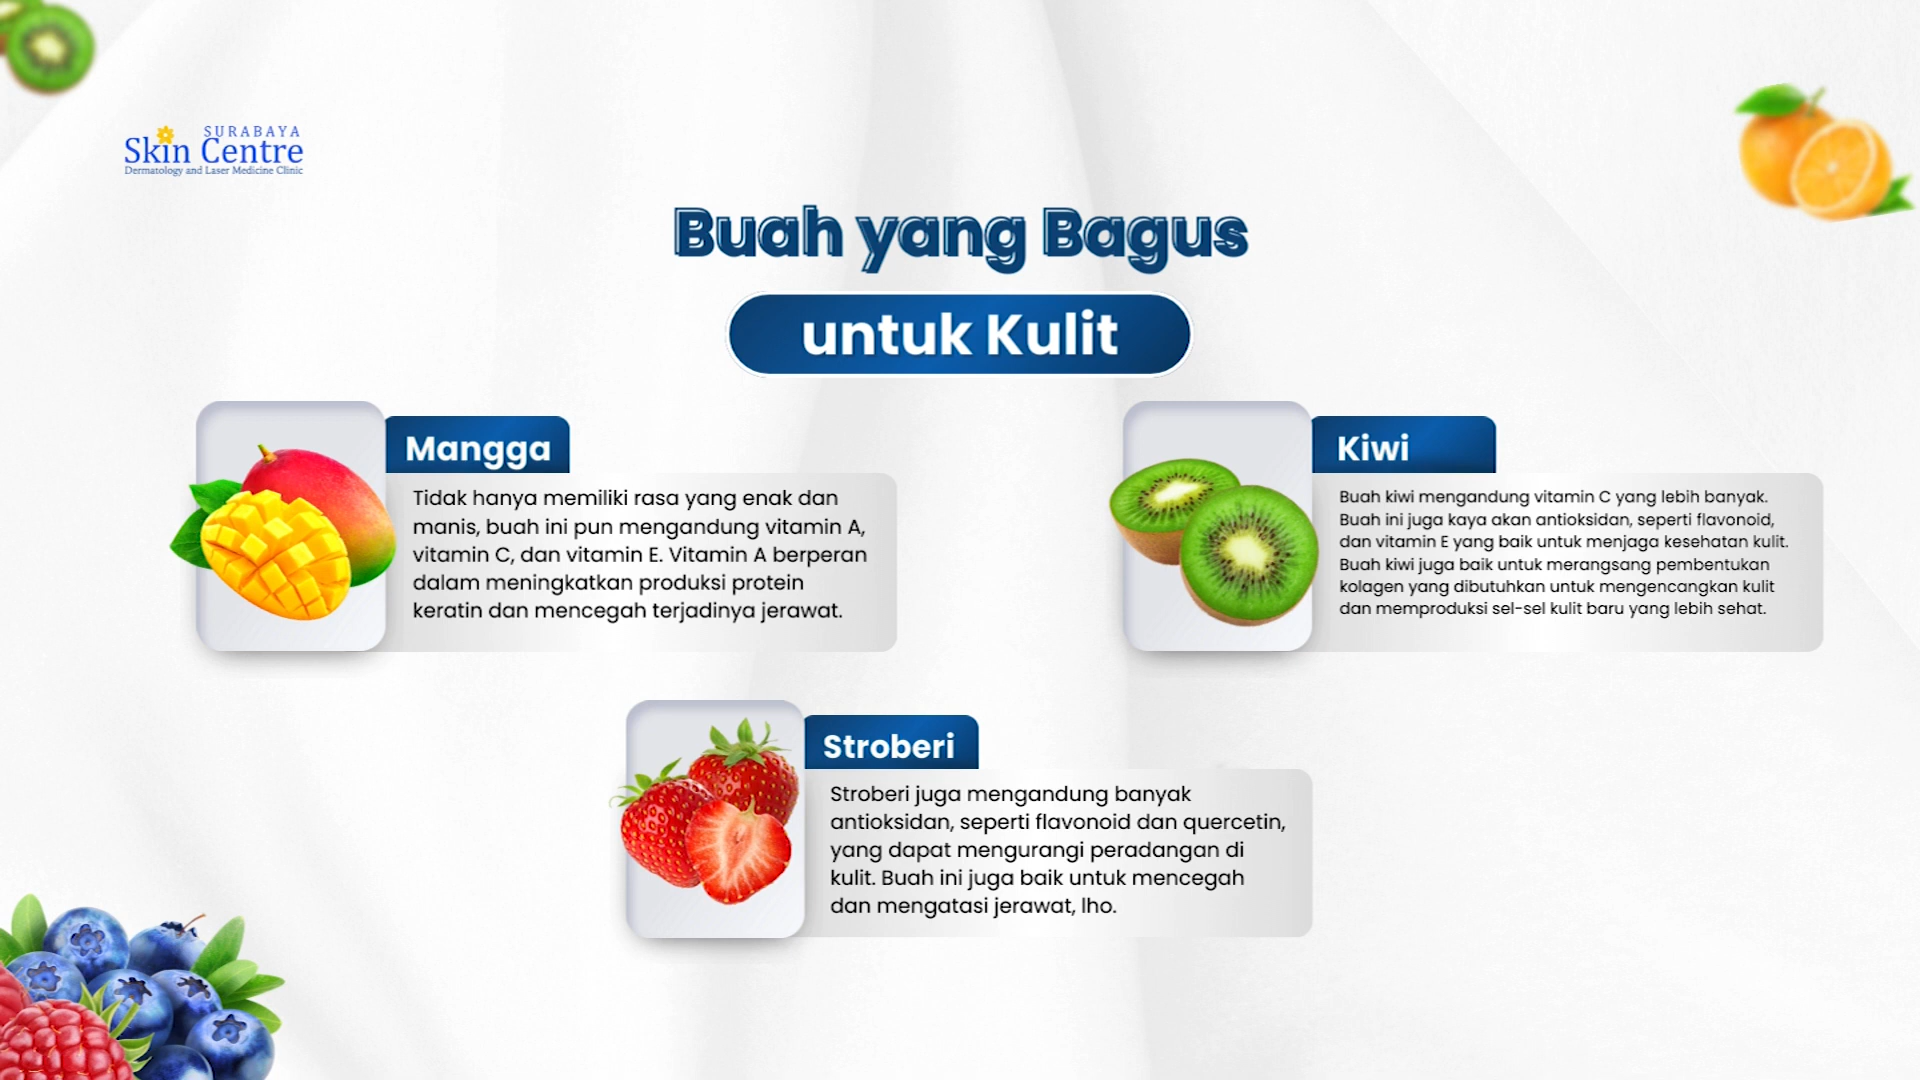 SURABAYA
Skin Centre
Dermatology and Laser Medicine Clinic
Buah yang Bagus
untuk Kulit
Mangga
Tidak hanya memiliki rasa yang enak dan
manis, buah ini pun mengandung vitamin A,
vitamin C, dan vitamin E. Vitamin A berperan
dalam meningkatkan produksi protein
keratin dan mencegah terjadinya jerawat.
Kiwi
Buah kiwi mengandung vitamin C yang lebih banyak.
Buah ini juga kaya akan antioksidan, seperti flavonoid,
dan vitamin E yang baik untuk menjaga kesehatan kulit.
Buah kiwi juga baik untuk merangsang pembentukan
kolagen yang dibutuhkan untuk mengencangkan kulit
dan memproduksi sel-sel kulit baru yang lebih sehat.
Stroberi
Stroberi juga mengandung banyak
antioksidan, seperti flavonoid dan quercetin,
yang dapat mengurangi peradangan di
kulit. Buah ini juga baik untuk mencegah
dan mengatasi jerawat, lho.